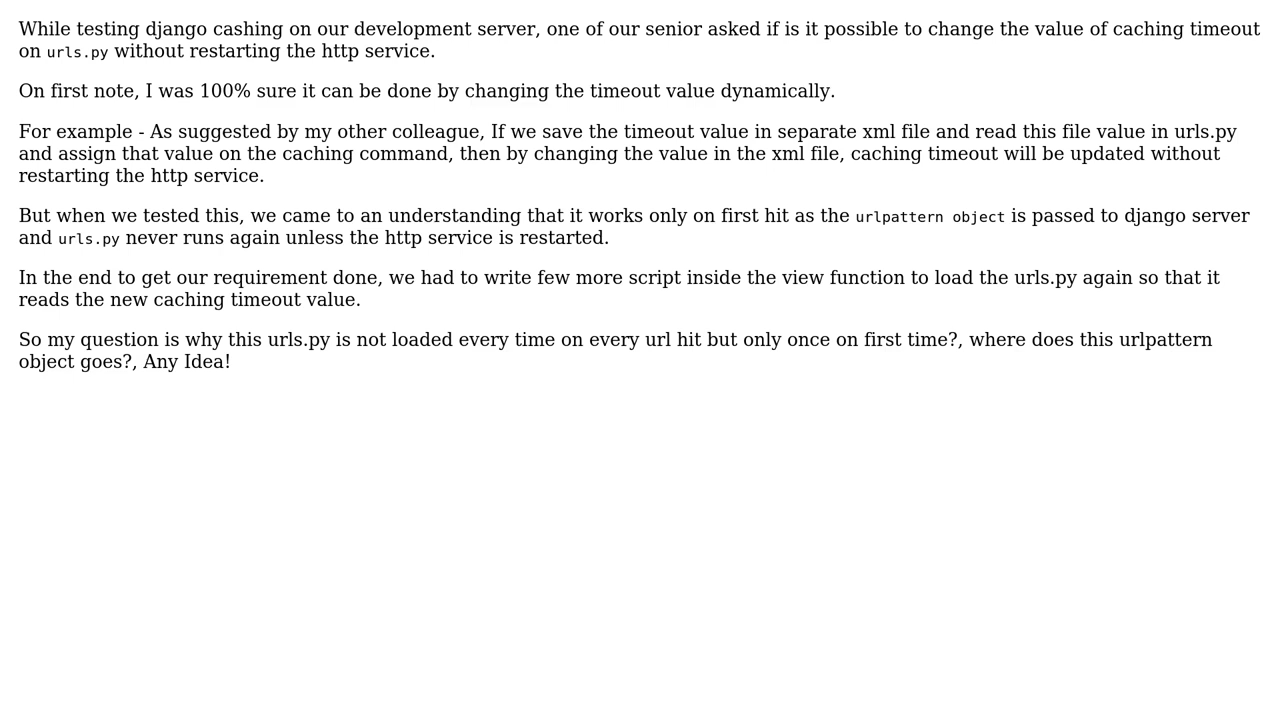 While testing django cashing on our development server, one of our senior asked if is it possible to change the value of caching timeout
on urls.py without restarting the http service.
On first note, I was 100% sure it can be done by changing the timeout value dynamically.
For example - As suggested by my other colleague, If we save the timeout value in separate xml file and read this file value in urls.py
and assign that value on the caching command, then by changing the value in the xml file, caching timeout will be updated without
restarting the http service.
But when we tested this, we came to an understanding that it works only on first hit as the urlpattern object is passed to django server
and urls.py never runs again unless the http service is restarted.
In the end to get our requirement done, we had to write few more script inside the view function to load the urls.py again so that it
reads the new caching timeout value.
So my question is why this urls.py is not loaded every time on every url hit but only once on first time?, where does this urlpattern
object goes?, Any Idea!